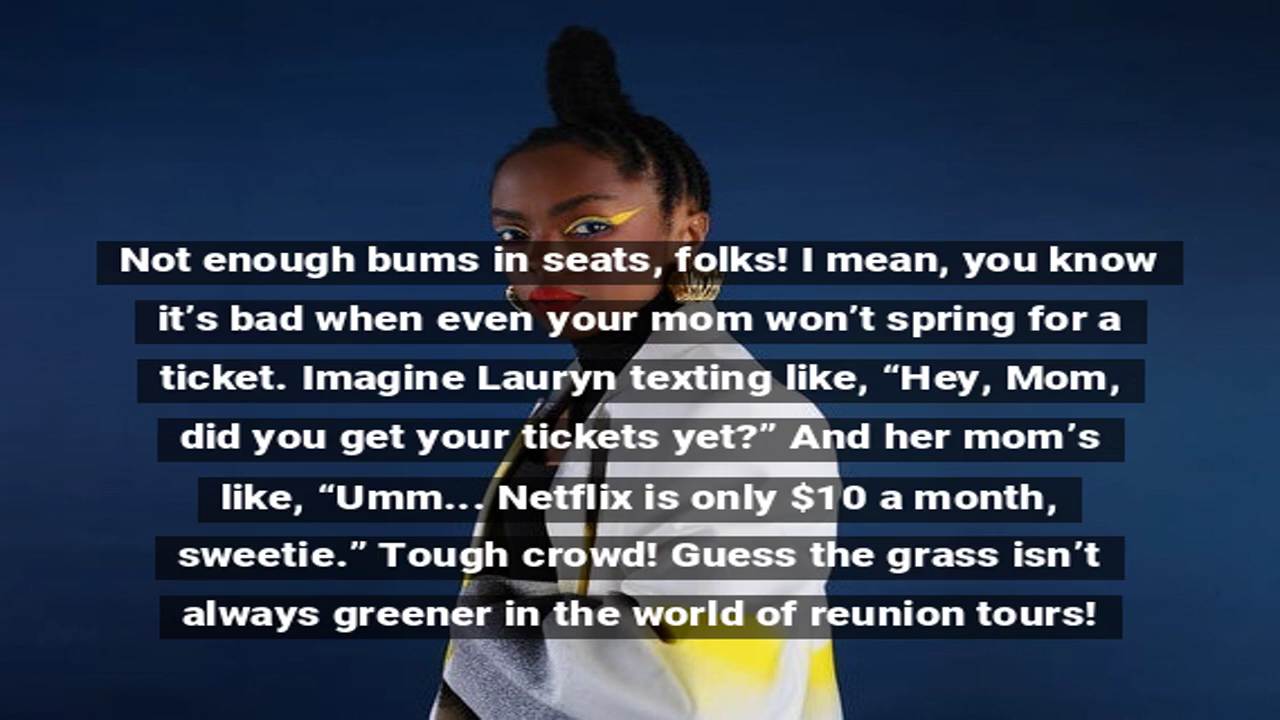 Not enough bums in seats, folks! I mean, you know
it’s bad when even your mom won’t spring for a
ticket. Imagine Lauryn texting like, “Hey, Mom,
did you get your tickets yet?” And her mom’s
like, “Umm... Netflix is only $10 a month,
sweetie.” Tough crowd! Guess the grass isn’t
always greener in the world of reunion tours!